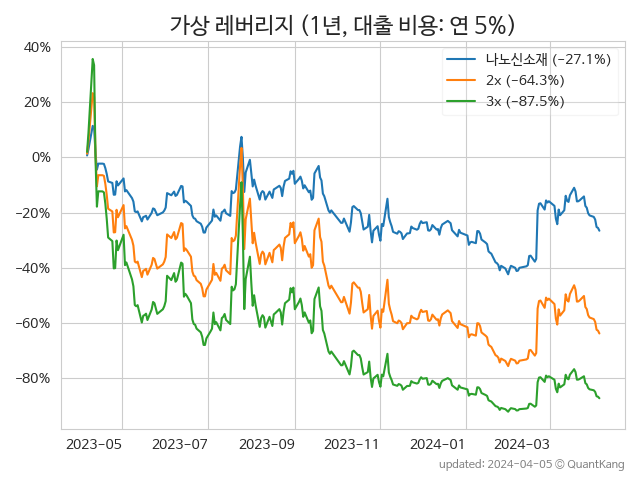 가상 레버리지 (1년, 대출 비용: 연 5%)
40%
20%
0%
−20%
−40%
−60%
−80%
나노신소재 (−27.1%)
2x (−64.3%)
3x (−87.5%)
2023-05 2023-07 2023-09 2023-11 2024-01 2024-03
updated: 2024-04-05 © QuantKang